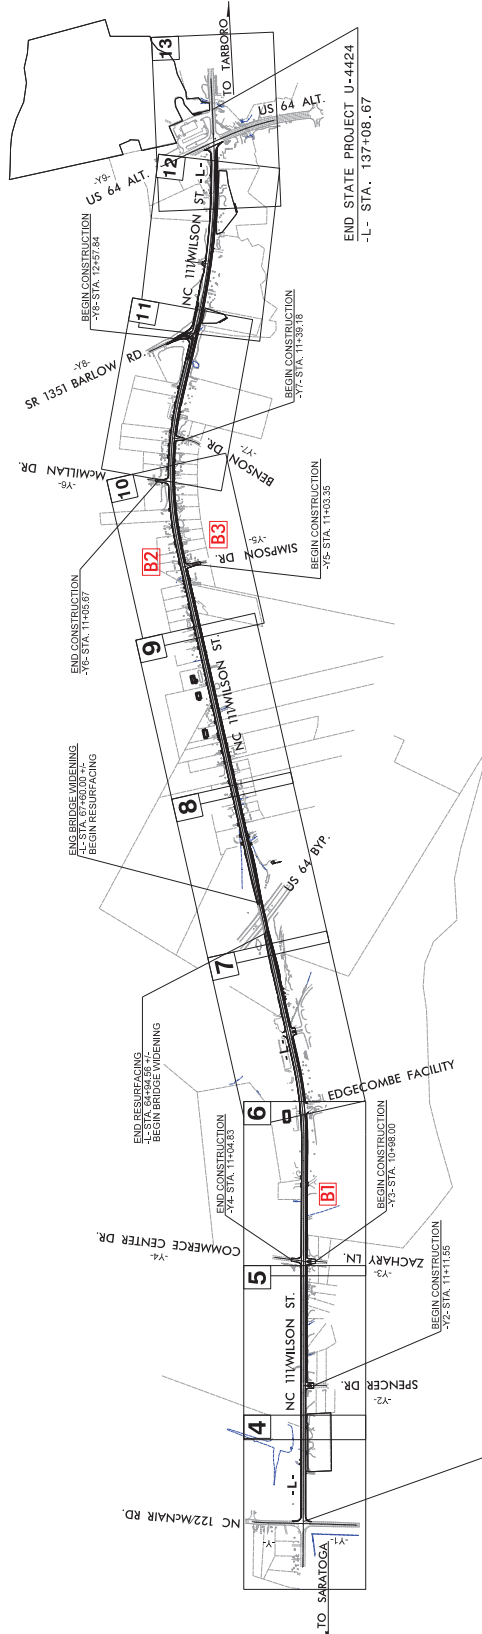 13
TO TARBORO
US 64 ALT.
END STATE PROJECT U-4424
-L- STA. 137+08.67
12
-Y9-
US 64 ALT.
-L-
NC 111/WILSON ST.
BEGIN CONSTRUCTION
-Y8- STA. 12+57.84
11
-Y8-
SR 1351 BARLOW RD.
BEGIN CONSTRUCTION
-Y7- STA. 11+39.18
-Y7-
BENSON DR.
McMILLAN DR.
-Y6-
10
B2
B3
-Y5-
SIMPSON DR.
BEGIN CONSTRUCTION
-Y5- STA. 11+03.35
END CONSTRUCTION
-Y6- STA. 11+05.67
9
NC 111/WILSON ST.
8
ENG BRIDGE WIDENING
-L- STA. 67+60.00 +/-
BEGIN RESURFACING
US 64 BYP.
7
END RESURFACING
-L- STA. 64+94.56 +/-
BEGIN BRIDGE WIDENING
-L-
EDGECOMBE FACILITY
6
END CONSTRUCTION
-Y4- STA. 11+04.83
B1
BEGIN CONSTRUCTION
-Y3- STA. 10+98.00
COMMERCE CENTER DR.
-Y4-
ZACHARY LN.
-Y3-
5
BEGIN CONSTRUCTION
-Y2- STA. 11+11.55
NC 111/WILSON ST.
SPENCER DR.
-Y2-
4
-L-
NC 122/McNAIR RD.
-Y-
-Y1-
TO SARATOGA